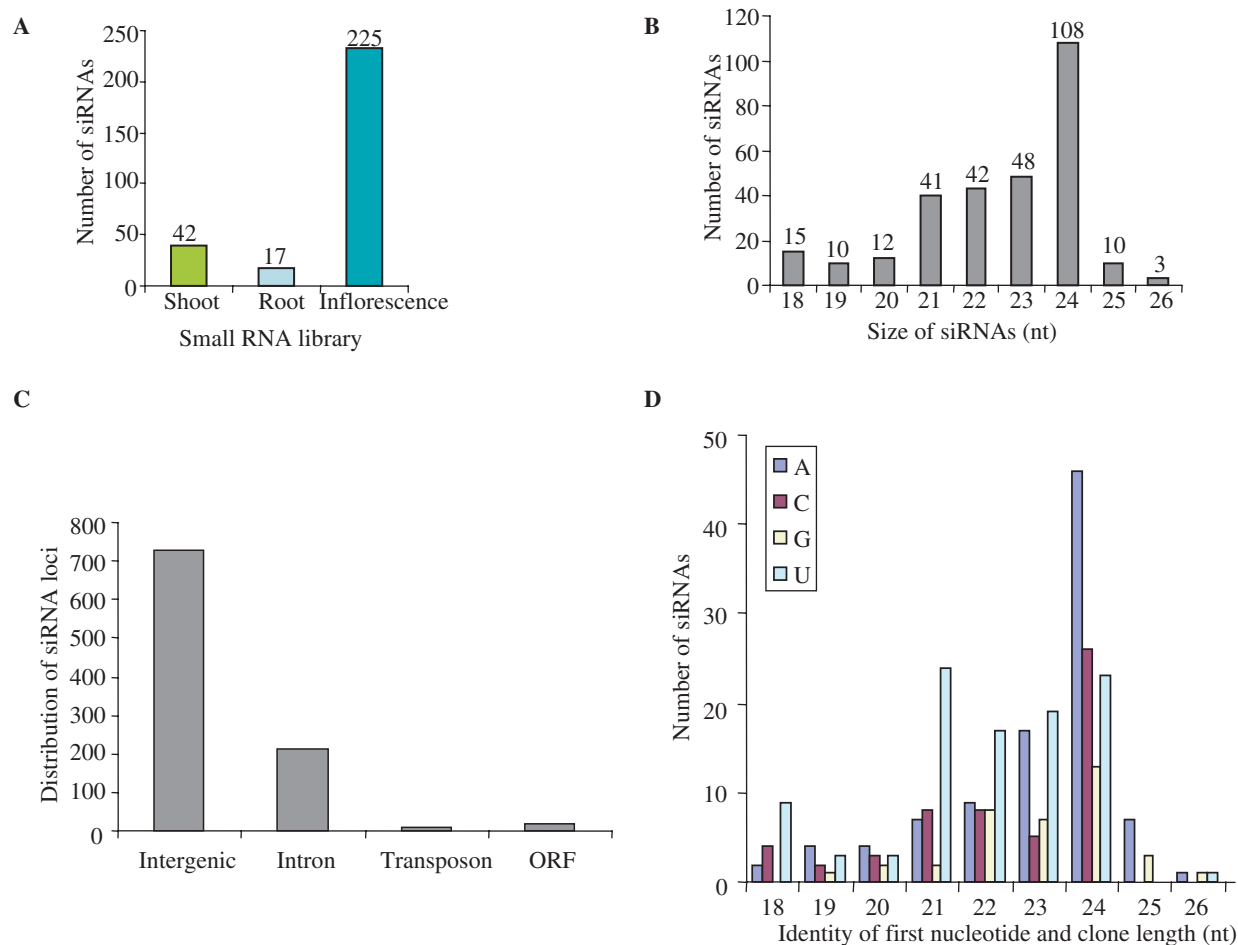 A
Number of siRNAs
250
200
150
100
50
0
42
17
225
Shoot Root Inflorescence
Small RNA library
B
Number of siRNAs
120
100
80
60
40
20
0
15
10
12
41
42
48
108
10
3
18 19 20 21 22 23 24 25 26
Size of siRNAs (nt)
C
Distribution of siRNA loci
800
700
600
500
400
300
200
100
0
Intergenic Intron Transposon ORF
D
Number of siRNAs
50
40
30
20
10
0
A
C
G
U
18 19 20 21 22 23 24 25 26
Identity of first nucleotide and clone length (nt)